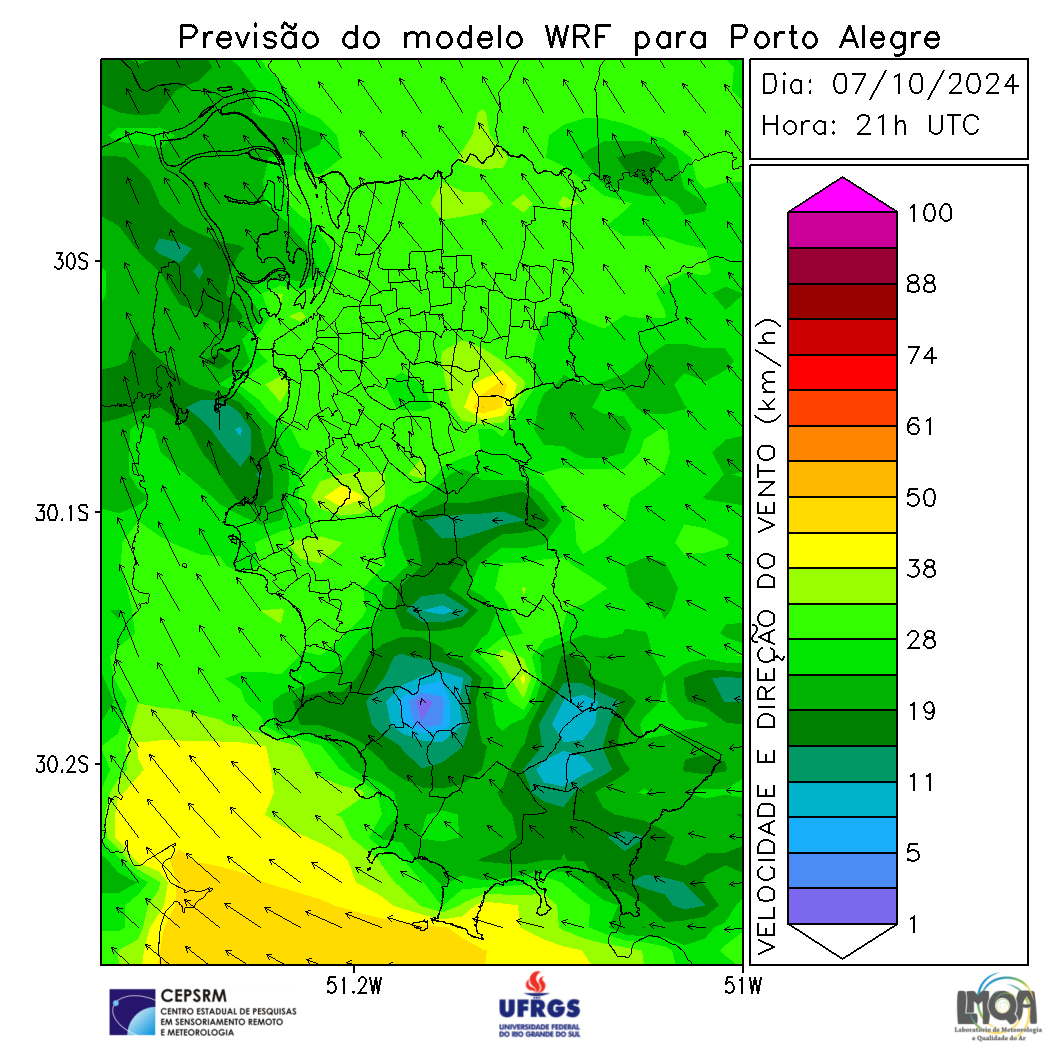 Previsão do modelo WRF para Porto Alegre
Dia: 07/10/2024
Hora: 21h UTC
30S
30.1S
30.2S
51.2W
51W
VELOCIDADE E DIREÇÃO DO VENTO (km/h)
100
88
74
61
50
38
28
19
11
5
1
CEPSRM
CENTRO ESTADUAL DE PESQUISAS
EM SENSORIAMENTO REMOTO
E METEOROLOGIA
UFRGS
UNIVERSIDADE FEDERAL
DO RIO GRANDE DO SUL
LMQA
Laboratório de Meteorologia
e Qualidade do Ar